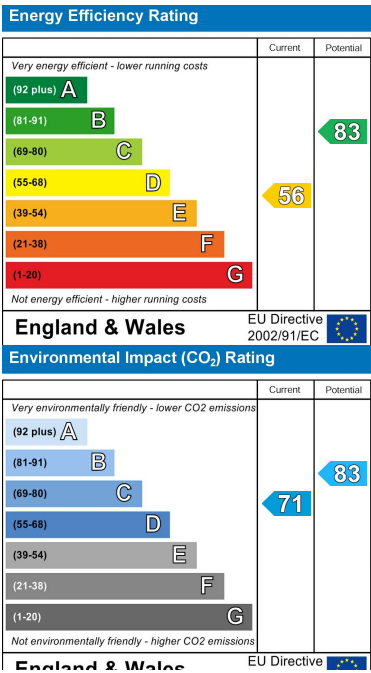 Energy Efficiency Rating
Current Potential
Very energy efficient - lower running costs
(92 plus) A
(81-91) B
83
(69-80) C
(55-68) D
56
(39-54) E
(21-38) F
(1-20) G
Not energy efficient - higher running costs
England & Wales
EU Directive
2002/91/EC
Environmental Impact (CO₂) Rating
Current Potential
Very environmentally friendly - lower CO2 emissions
(92 plus) A
(81-91) B
83
(69-80) C
71
(55-68) D
(39-54) E
(21-38) F
(1-20) G
Not environmentally friendly - higher CO2 emissions
England & Wales
EU Directive